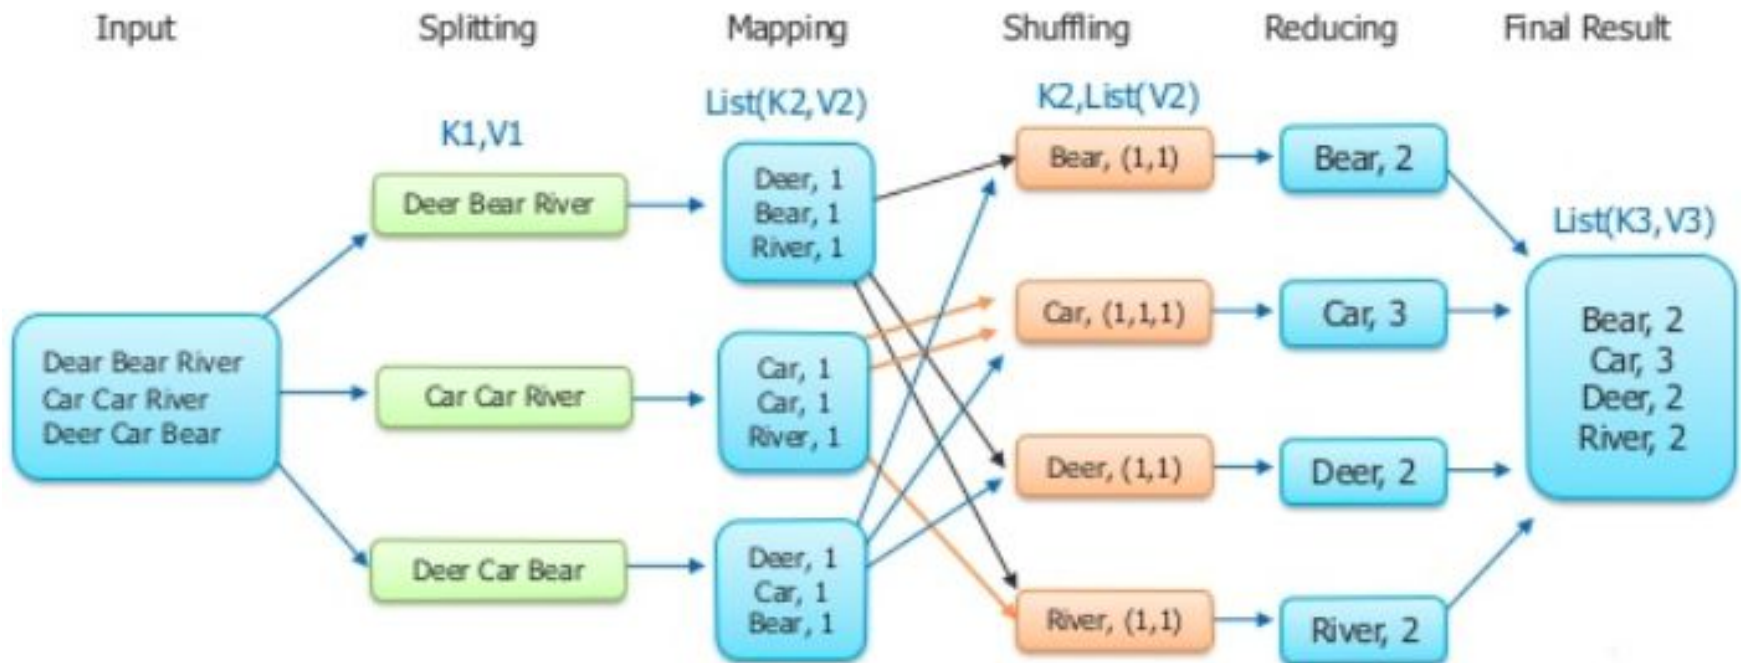 Input
Splitting
Mapping
Shuffling
Reducing
Final Result
K1,V1
List(K2,V2)
K2,List(V2)
List(K3,V3)
Dear Bear River
Car Car River
Deer Car Bear
Deer Bear River
Car Car River
Deer Car Bear
Deer, 1
Bear, 1
River, 1
Car, 1
Car, 1
River, 1
Deer, 1
Car, 1
Bear, 1
Bear, (1,1)
Car, (1,1,1)
Deer, (1,1)
River, (1,1)
Bear, 2
Car, 3
Deer, 2
River, 2
Bear, 2
Car, 3
Deer, 2
River, 2